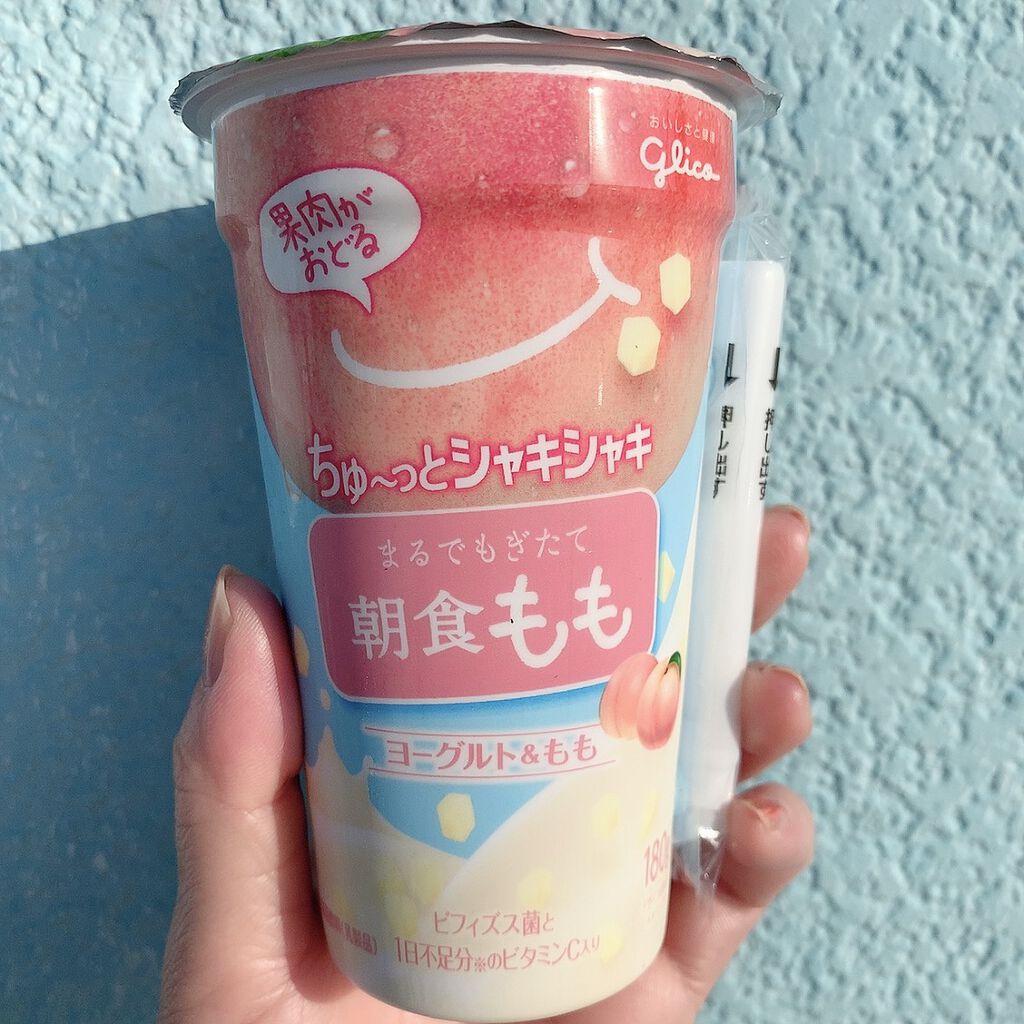 おいしさと健康
glico
果肉が
おどる
ちゅ〜っとシャキシャキ
まるでもぎたて
朝食もも
ヨーグルト&もも
180g
ビフィズス菌と
1日不足分※のビタミンC入り
乳製品)
押し出す
押し出す